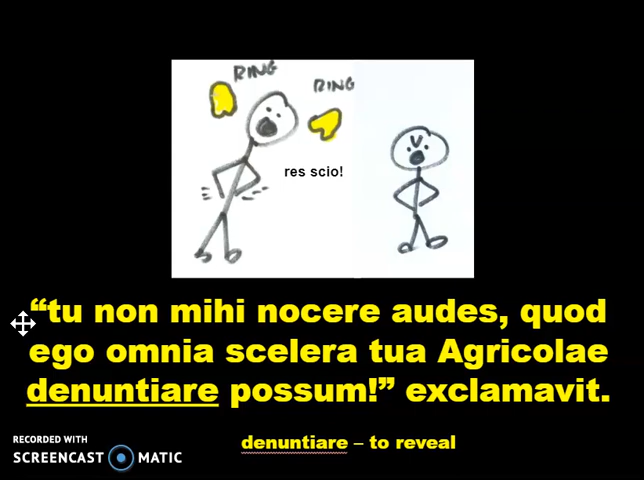 RING
RING
res scio!
“tu non mihi nocere audes, quod
ego omnia scelera tua Agricolae
denuntiare possum!” exclamavit.
denuntiare – to reveal
RECORDED WITH
SCREENCAST MATIC